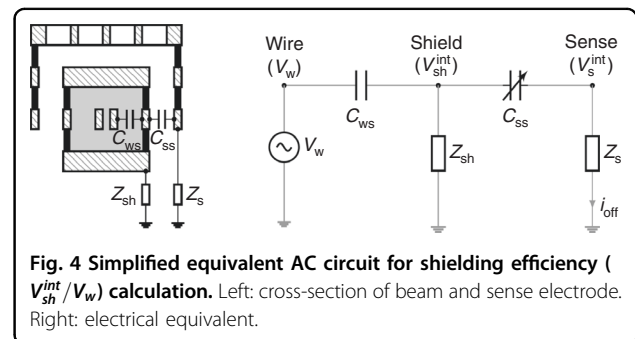 Wire
(V_w)
Shield
(V_sh^int)
Sense
(V_s^int)
C_ws
C_ss
Z_sh
Z_s
V_w
C_ws
C_ss
Z_sh
Z_s
i_off
Fig. 4 Simplified equivalent AC circuit for shielding efficiency (
V_sh^int/V_w) calculation. Left: cross-section of beam and sense electrode.
Right: electrical equivalent.